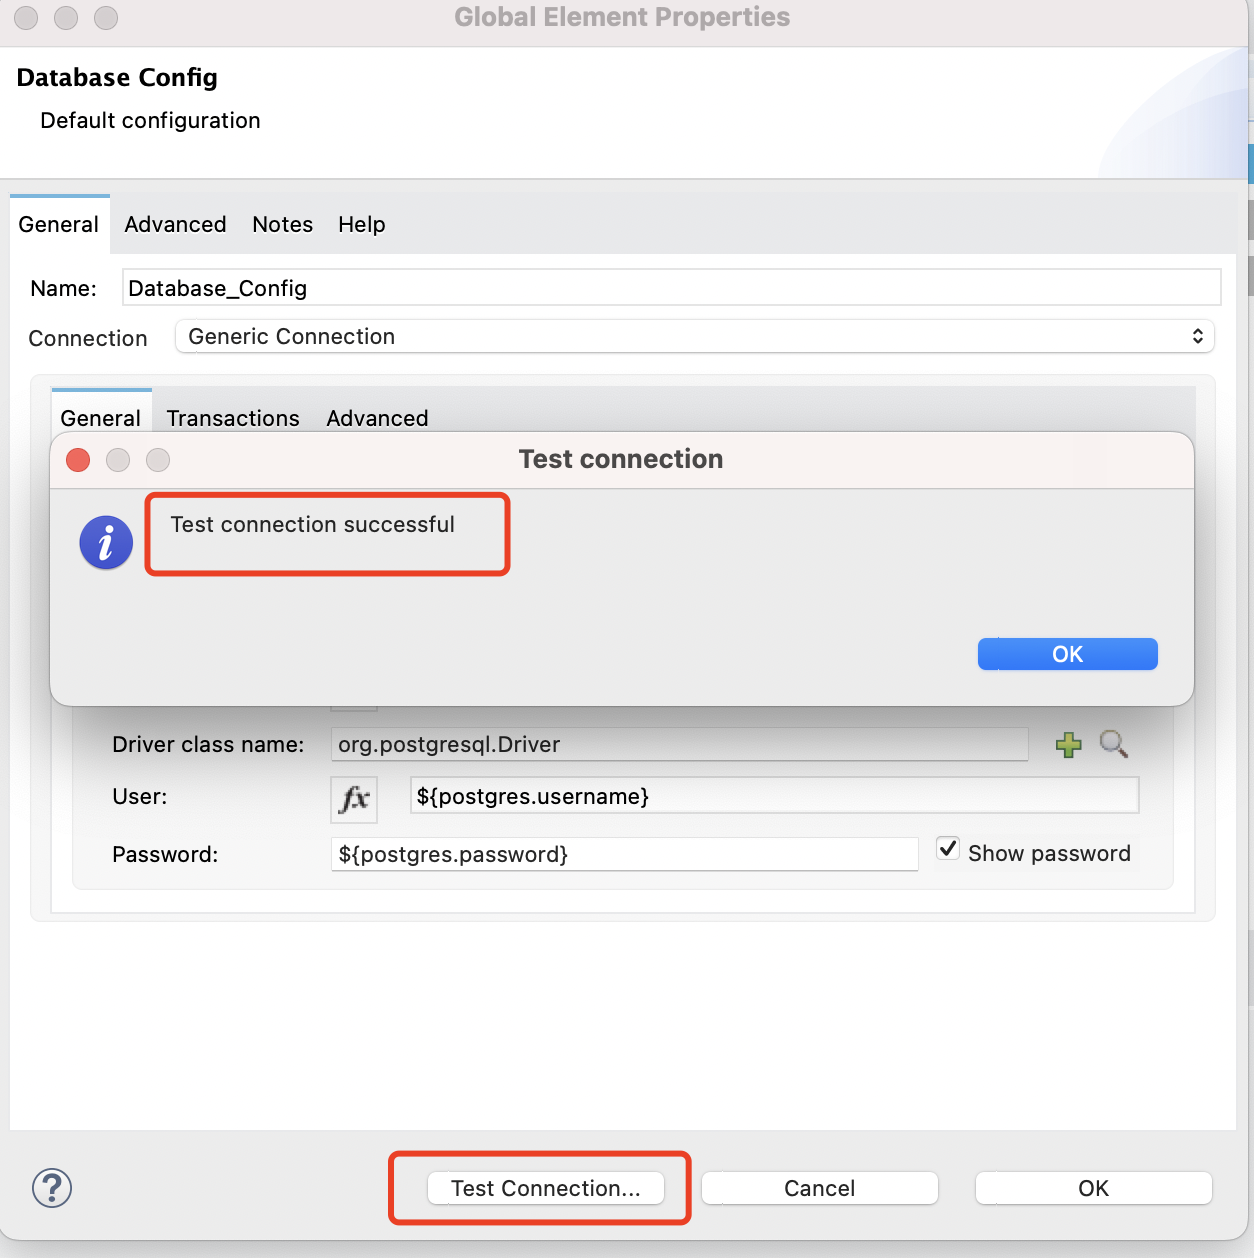 Global Element Properties
Database Config
Default configuration
General Advanced Notes Help
Name: Database_Config
Connection Generic Connection
General Transactions Advanced
Test connection
i Test connection successful
OK
Driver class name: org.postgresql.Driver
User: fx ${postgres.username}
Password: ${postgres.password} Show password
? Test Connection... Cancel OK